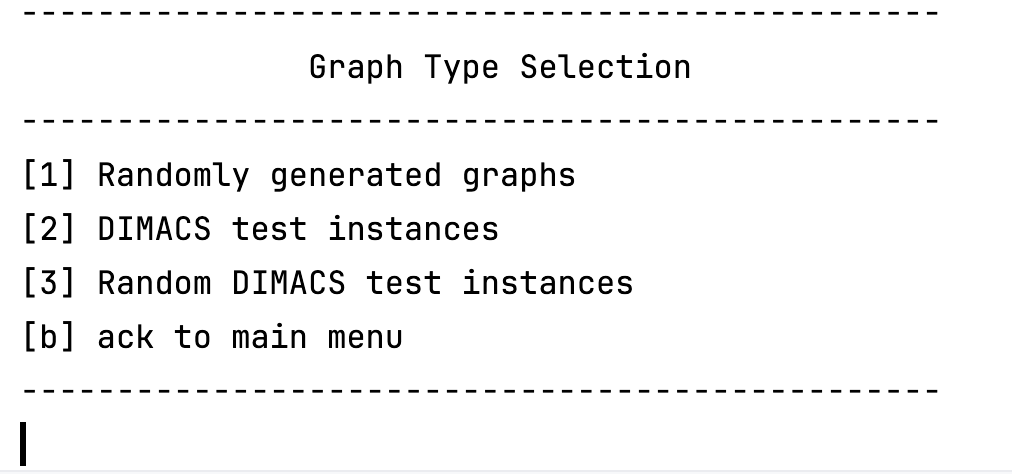 ------------------------------------------------
Graph Type Selection
------------------------------------------------
[1] Randomly generated graphs
[2] DIMACS test instances
[3] Random DIMACS test instances
[b] ack to main menu
------------------------------------------------